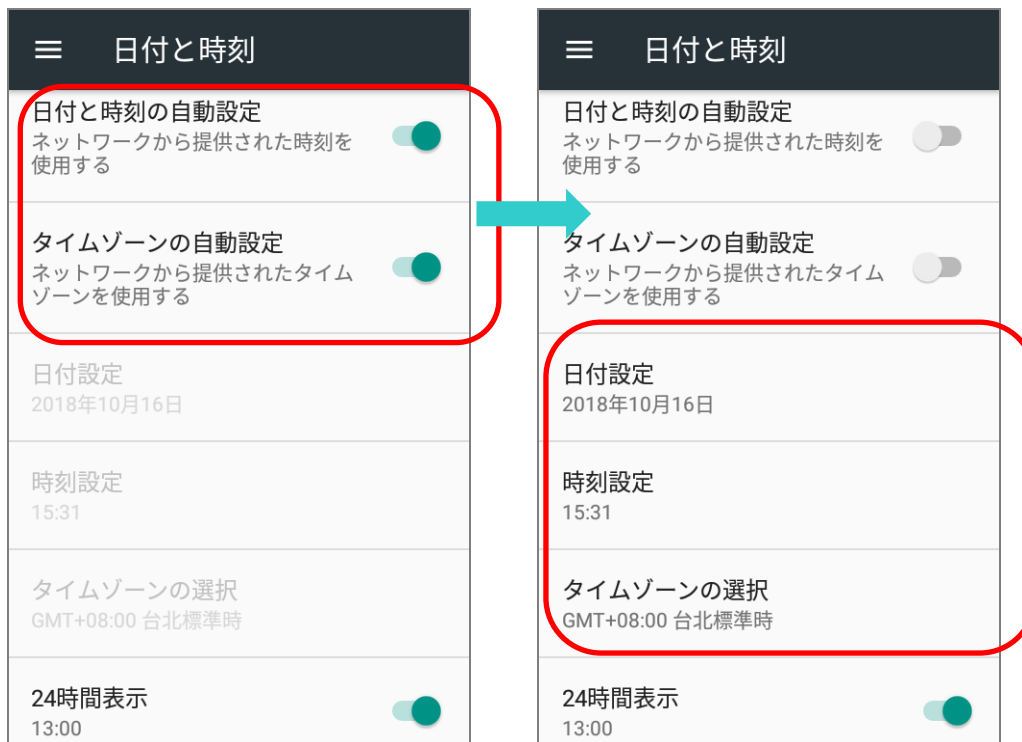 日付と時刻
日付と時刻の自動設定
ネットワークから提供された時刻を
使用する
タイムゾーンの自動設定
ネットワークから提供されたタイム
ゾーンを使用する
日付設定
2018年10月16日
時刻設定
15:31
タイムゾーンの選択
GMT+08:00 台北標準時
24時間表示
13:00
日付と時刻
日付と時刻の自動設定
ネットワークから提供された時刻を
使用する
タイムゾーンの自動設定
ネットワークから提供されたタイム
ゾーンを使用する
日付設定
2018年10月16日
時刻設定
15:31
タイムゾーンの選択
GMT+08:00 台北標準時
24時間表示
13:00